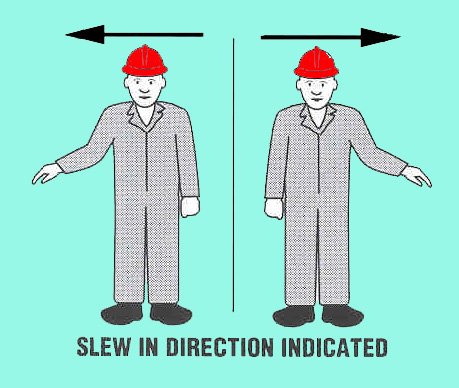 SLEW IN DIRECTION INDICATED